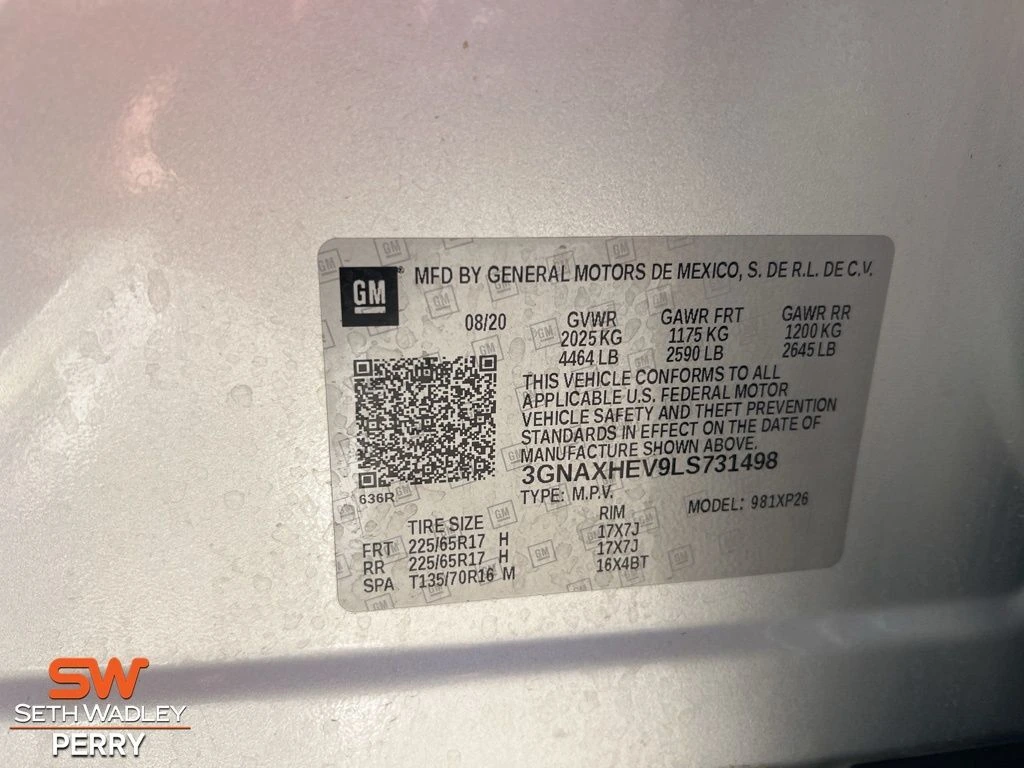 GM
MFD BY GENERAL MOTORS DE MEXICO, S. DE R.L. DE C.V.
08/20 GVWR GAWR FRT GAWR RR
2025 KG 1175 KG 1200 KG
4464 LB 2590 LB 2645 LB
THIS VEHICLE CONFORMS TO ALL
APPLICABLE U.S. FEDERAL MOTOR
VEHICLE SAFETY AND THEFT PREVENTION
STANDARDS IN EFFECT ON THE DATE OF
MANUFACTURE SHOWN ABOVE.
3GNAXHEV9LS731498
636R TYPE: M.P.V. MODEL: 981XP26
TIRE SIZE RIM
FRT 225/65R17 H 17X7J
RR 225/65R17 H 17X7J
SPA T135/70R16 M 16X4BT
SW
SETH WADLEY
PERRY